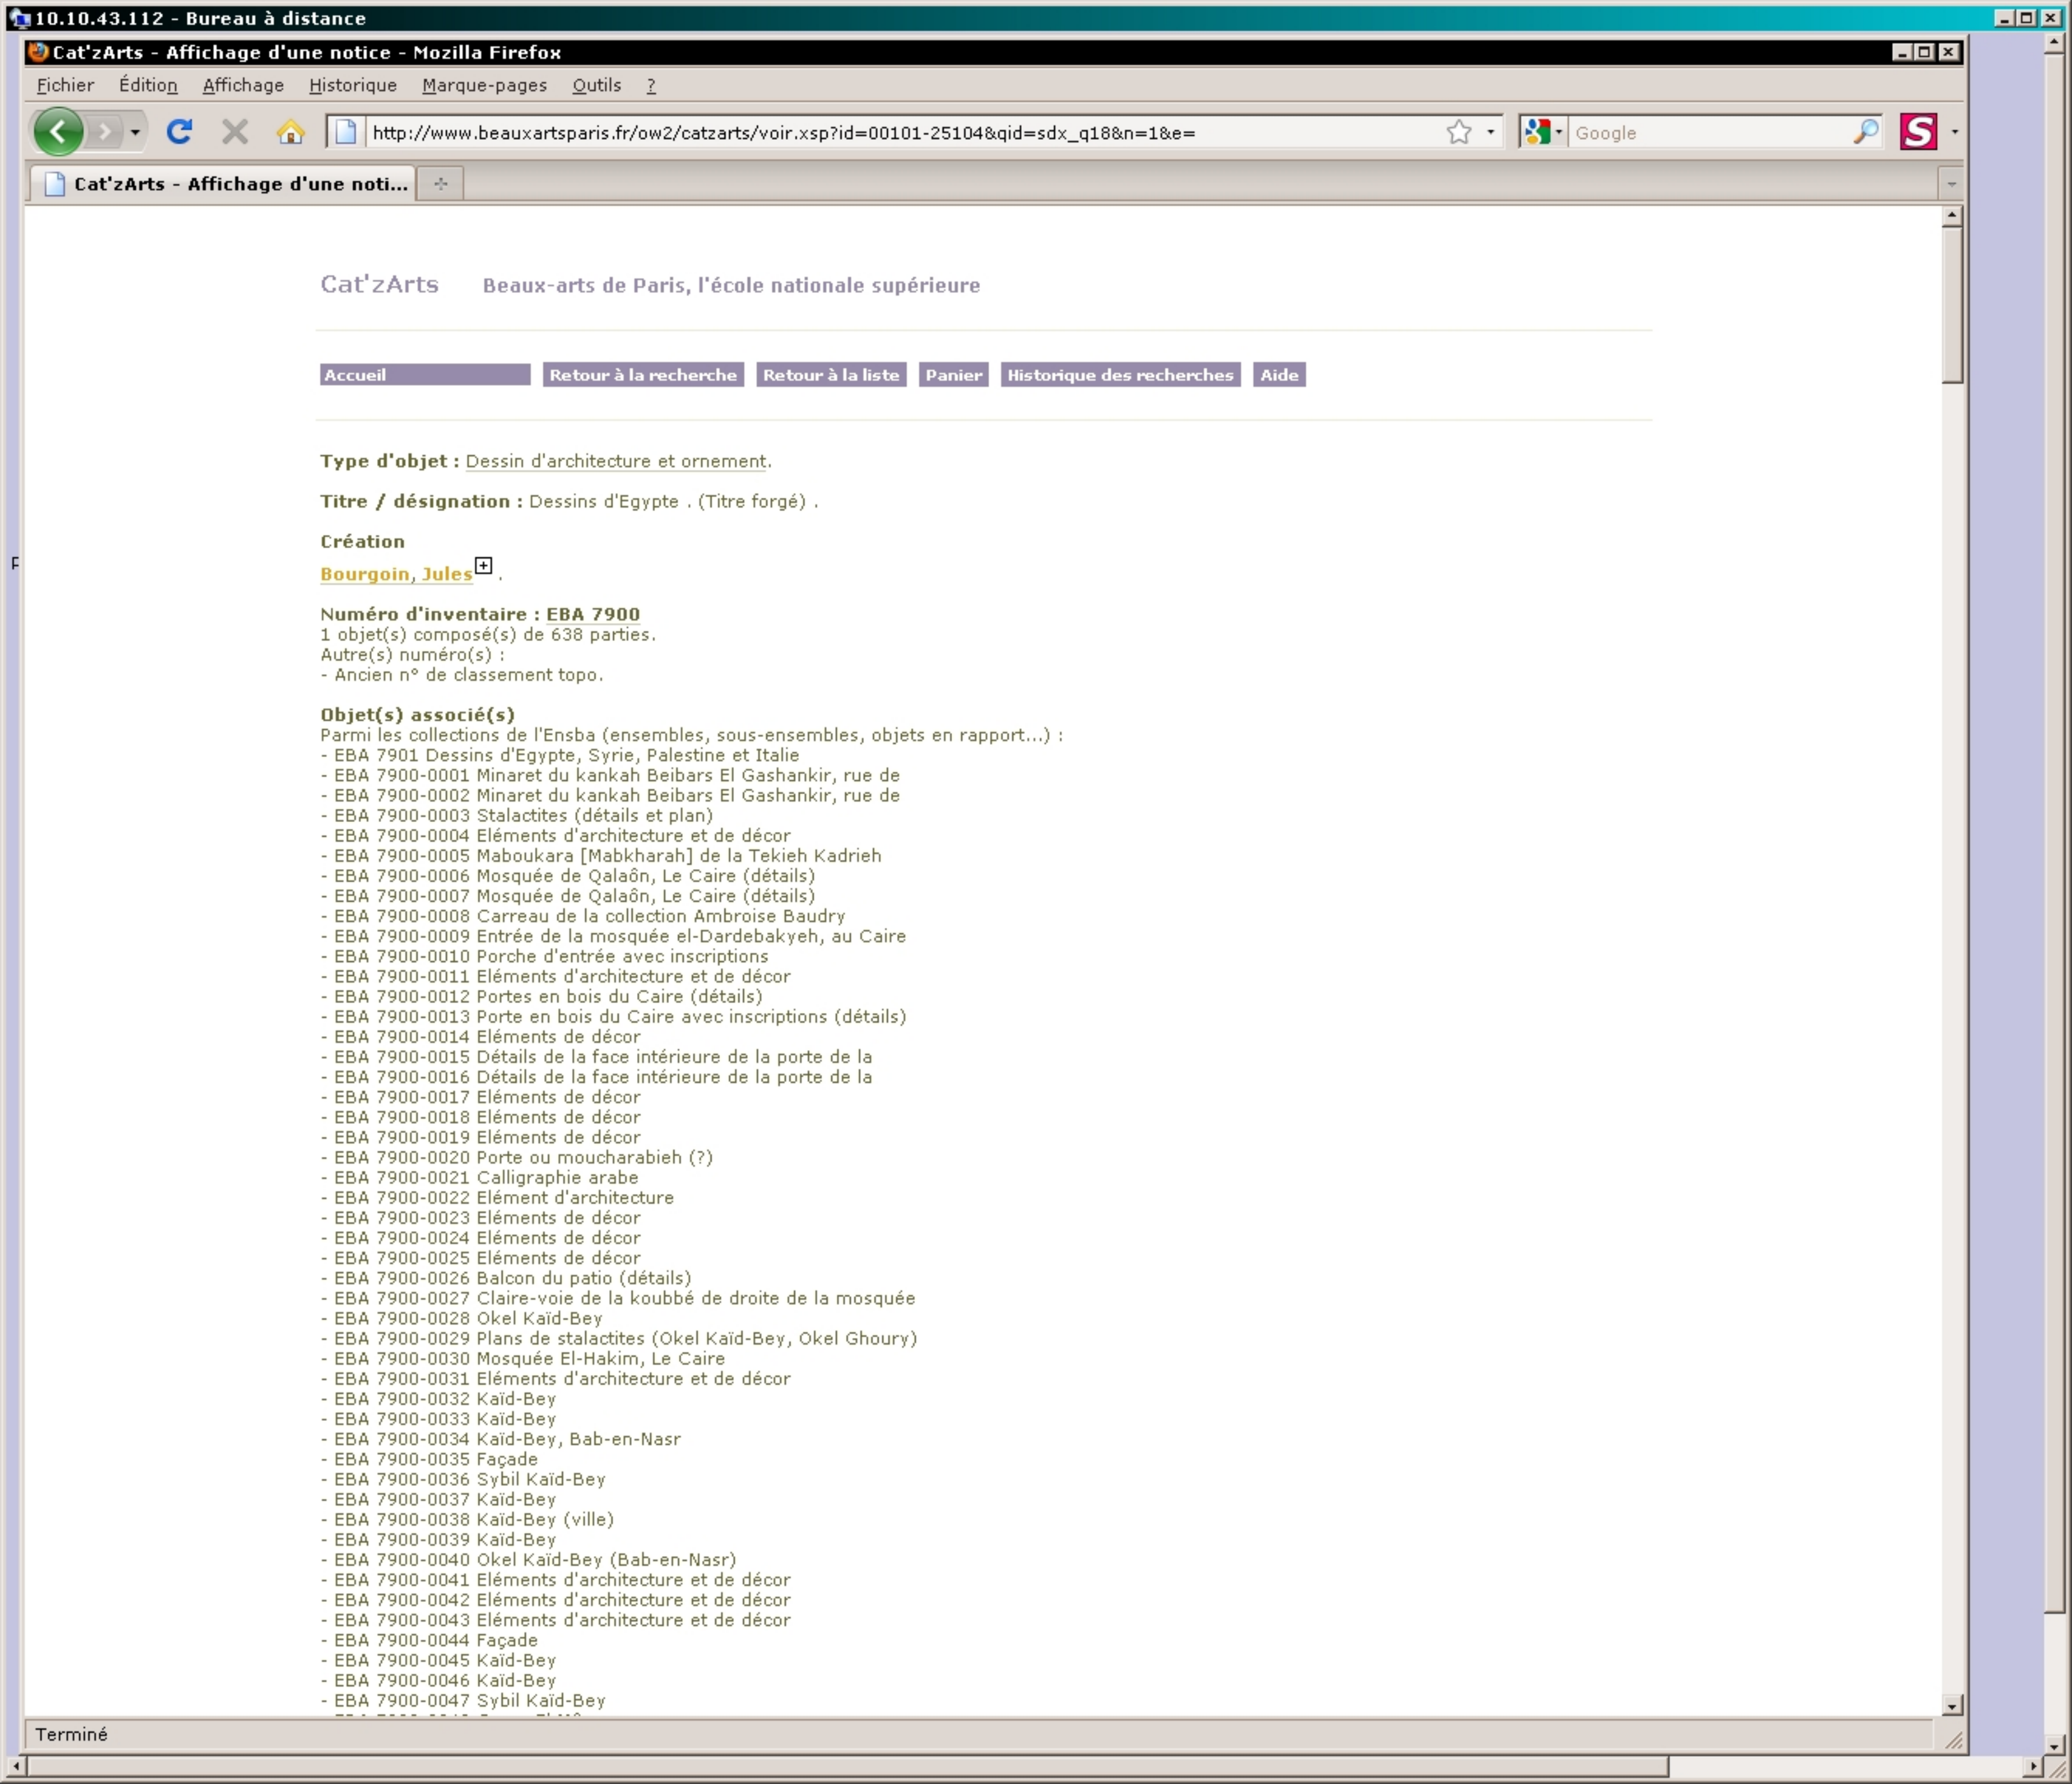 10.10.43.112 - Bureau à distance
Cat'zArts - Affichage d'une notice - Mozilla Firefox
Fichier Édition Affichage Historique Marque-pages Outils ?
http://www.beauxartsparis.fr/ow2/catzarts/voir.xsp?id=00101-25104&qid=sdx_q18&n=1&e= Google S
Cat'zArts - Affichage d'une noti...
Cat'zArts Beaux-arts de Paris, l'école nationale supérieure
Accueil Retour à la recherche Retour à la liste Panier Historique des recherches Aide
Type d'objet : Dessin d'architecture et ornement.
Titre / désignation : Dessins d'Egypte . (Titre forgé) .
Création
Bourgoin, Jules .
Numéro d'inventaire : EBA 7900
1 objet(s) composé(s) de 638 parties.
Autre(s) numéro(s) :
- Ancien n° de classement topo.
Objet(s) associé(s)
Parmi les collections de l'Ensba (ensembles, sous-ensembles, objets en rapport...) :
- EBA 7901 Dessins d'Egypte, Syrie, Palestine et Italie
- EBA 7900-0001 Minaret du kankah Beibars El Gashankir, rue de
- EBA 7900-0002 Minaret du kankah Beibars El Gashankir, rue de
- EBA 7900-0003 Stalactites (détails et plan)
- EBA 7900-0004 Eléments d'architecture et de décor
- EBA 7900-0005 Maboukara [Mabkharah] de la Tekieh Kadrieh
- EBA 7900-0006 Mosquée de Qalaôn, Le Caire (détails)
- EBA 7900-0007 Mosquée de Qalaôn, Le Caire (détails)
- EBA 7900-0008 Carreau de la collection Ambroise Baudry
- EBA 7900-0009 Entrée de la mosquée el-Dardebakyeh, au Caire
- EBA 7900-0010 Porche d'entrée avec inscriptions
- EBA 7900-0011 Eléments d'architecture et de décor
- EBA 7900-0012 Portes en bois du Caire (détails)
- EBA 7900-0013 Porte en bois du Caire avec inscriptions (détails)
- EBA 7900-0014 Eléments de décor
- EBA 7900-0015 Détails de la face intérieure de la porte de la
- EBA 7900-0016 Détails de la face intérieure de la porte de la
- EBA 7900-0017 Eléments de décor
- EBA 7900-0018 Eléments de décor
- EBA 7900-0019 Eléments de décor
- EBA 7900-0020 Porte ou moucharabieh (?)
- EBA 7900-0021 Calligraphie arabe
- EBA 7900-0022 Elément d'architecture
- EBA 7900-0023 Eléments de décor
- EBA 7900-0024 Eléments de décor
- EBA 7900-0025 Eléments de décor
- EBA 7900-0026 Balcon du patio (détails)
- EBA 7900-0027 Claire-voie de la koubbé de droite de la mosquée
- EBA 7900-0028 Okel Kaïd-Bey
- EBA 7900-0029 Plans de stalactites (Okel Kaïd-Bey, Okel Ghoury)
- EBA 7900-0030 Mosquée El-Hakim, Le Caire
- EBA 7900-0031 Eléments d'architecture et de décor
- EBA 7900-0032 Kaïd-Bey
- EBA 7900-0033 Kaïd-Bey
- EBA 7900-0034 Kaïd-Bey, Bab-en-Nasr
- EBA 7900-0035 Façade
- EBA 7900-0036 Sybil Kaïd-Bey
- EBA 7900-0037 Kaïd-Bey
- EBA 7900-0038 Kaïd-Bey (ville)
- EBA 7900-0039 Kaïd-Bey
- EBA 7900-0040 Okel Kaïd-Bey (Bab-en-Nasr)
- EBA 7900-0041 Eléments d'architecture et de décor
- EBA 7900-0042 Eléments d'architecture et de décor
- EBA 7900-0043 Eléments d'architecture et de décor
- EBA 7900-0044 Façade
- EBA 7900-0045 Kaïd-Bey
- EBA 7900-0046 Kaïd-Bey
- EBA 7900-0047 Sybil Kaïd-Bey
Terminé